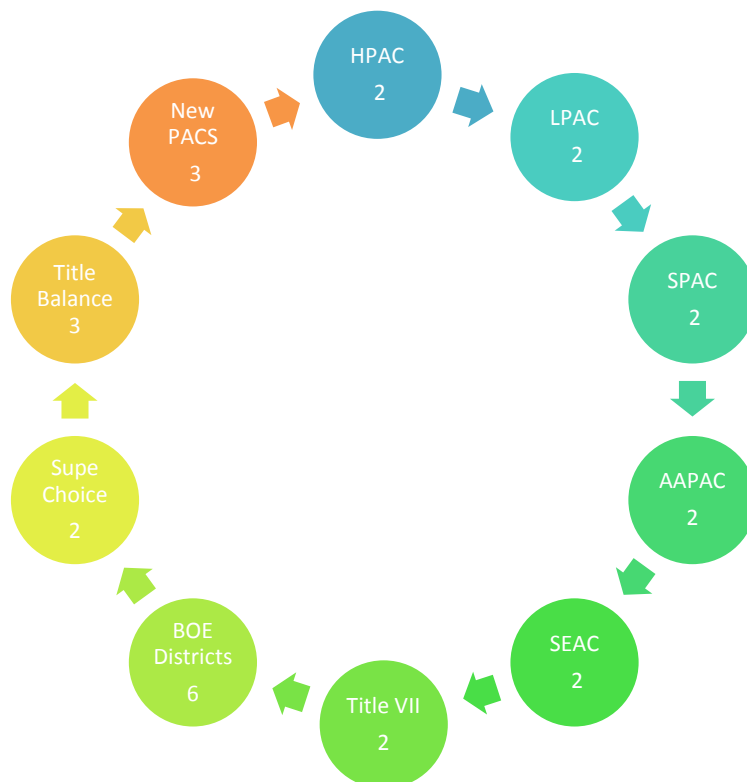 HPAC
2
LPAC
2
SPAC
2
AAPAC
2
SEAC
2
Title VII
2
BOE
Districts
6
Supe
Choice
2
Title
Balance
3
New
PACS
3